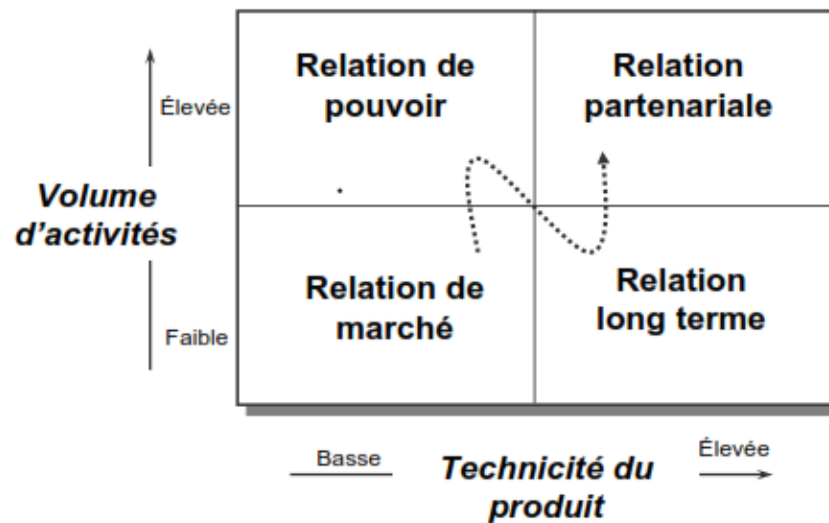 Relation de
pouvoir
Relation
partenariale
Élevée
Volume
d'activités
Relation de
marché
Relation
long terme
Faible
Basse
Technicité du
produit
Élevée